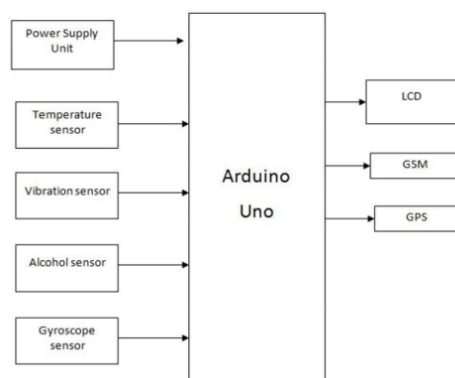 Power Supply
Unit
Temperature
sensor
Vibration sensor
Alcohol sensor
Gyroscope
sensor
Arduino
Uno
LCD
GSM
GPS